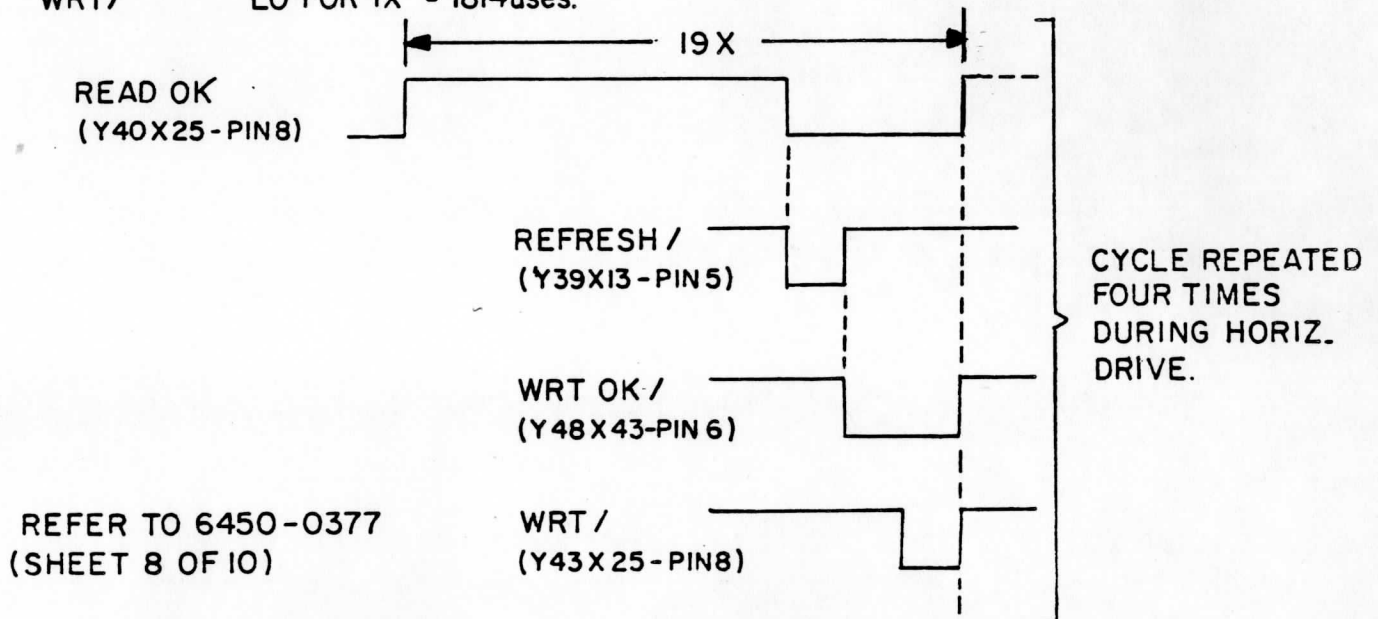 19X
READ OK
(Y40X25-PIN8)
REFRESH/
(Y39X13-PIN5)
CYCLE REPEATED
FOUR TIMES
DURING HORIZ.
DRIVE.
WRT OK/
(Y48X43-PIN6)
REFER TO 6450-0377
(SHEET 8 OF 10)
WRT/
(Y43X25-PIN8)